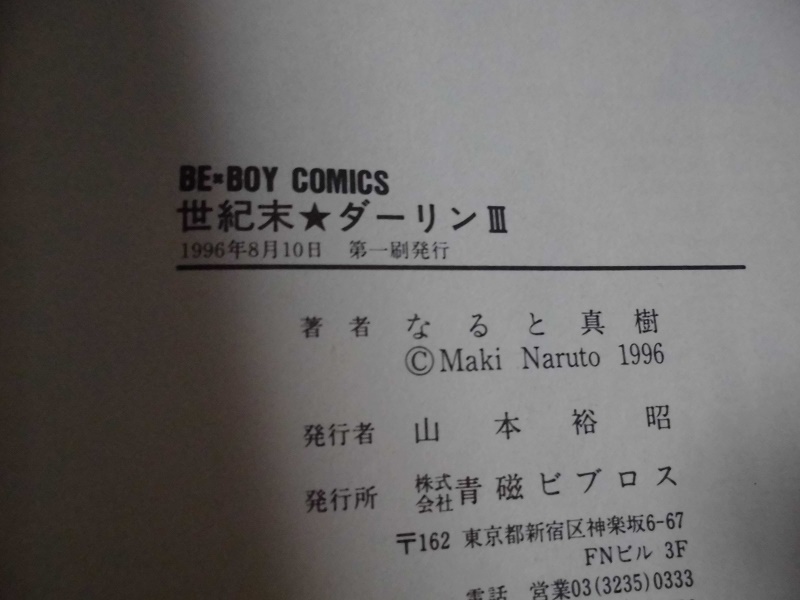 BE×BOY COMICS
世紀末★ダーリンⅢ
1996年8月10日　第一刷発行
著者　なると真樹
©Maki Naruto 1996
発行者　山本裕昭
発行所　株式会社青磁ビブロス
〒162 東京都新宿区神楽坂6-67
FNビル 3F
電話　営業03(3235)0333